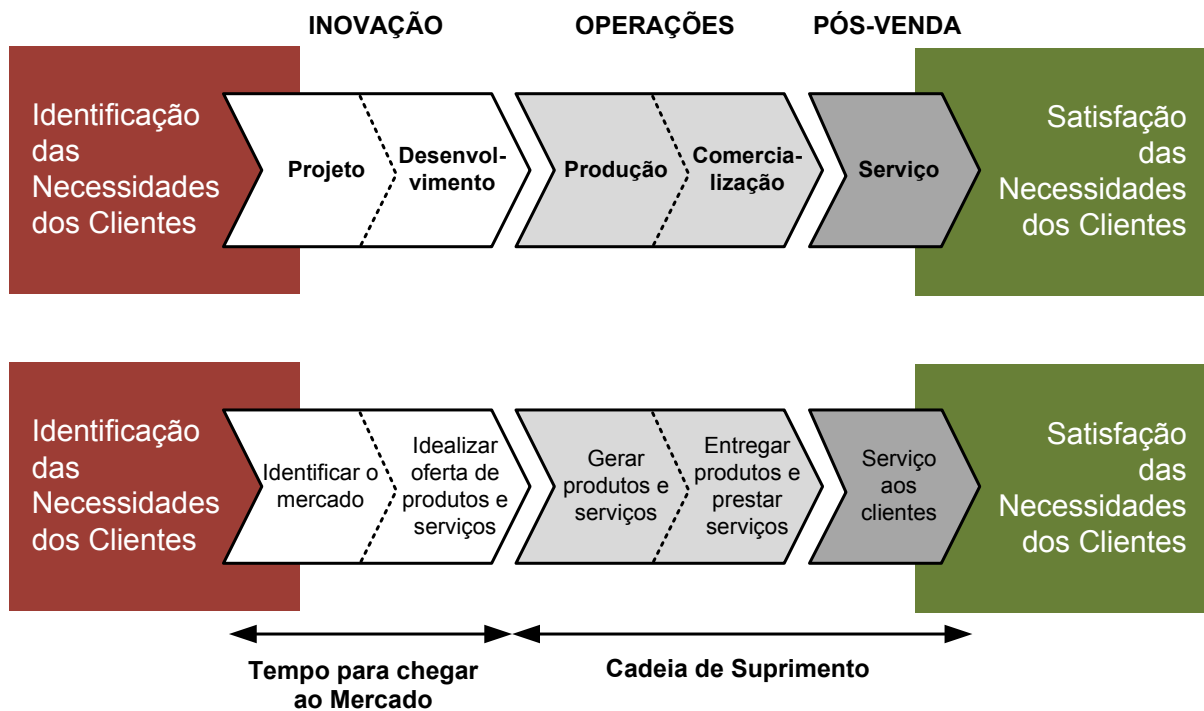 INOVAÇÃO
OPERAÇÕES
PÓS-VENDA
Identificação
das
Necessidades
dos Clientes
Projeto
Desenvol-
vimento
Produção
Comercia-
lização
Serviço
Satisfação
das
Necessidades
dos Clientes
Identificação
das
Necessidades
dos Clientes
Identificar o
mercado
Idealizar
oferta de
produtos e
serviços
Gerar
produtos e
serviços
Entregar
produtos e
prestar
serviços
Serviço
aos
clientes
Satisfação
das
Necessidades
dos Clientes
Tempo para chegar
ao Mercado
Cadeia de Suprimento